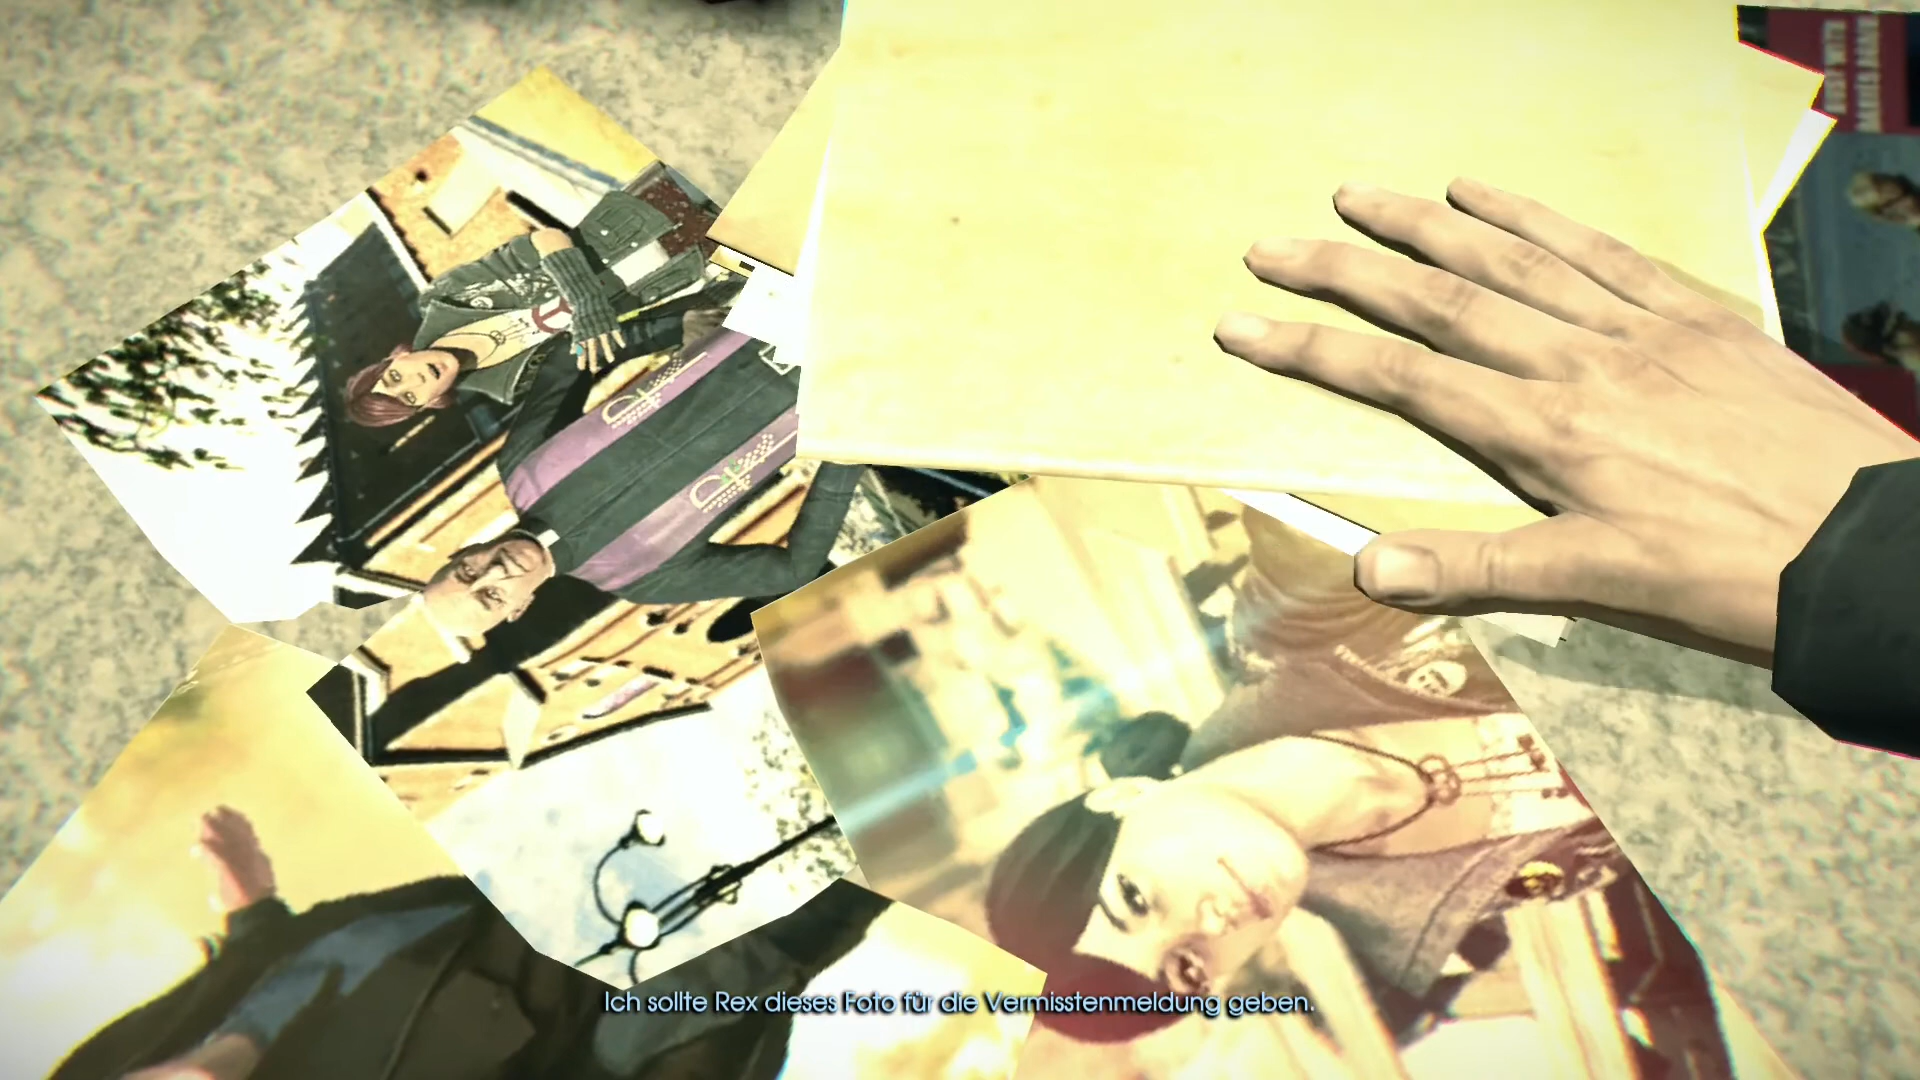 Ich sollte Rex dieses Foto für die Vermisstenmeldung geben.